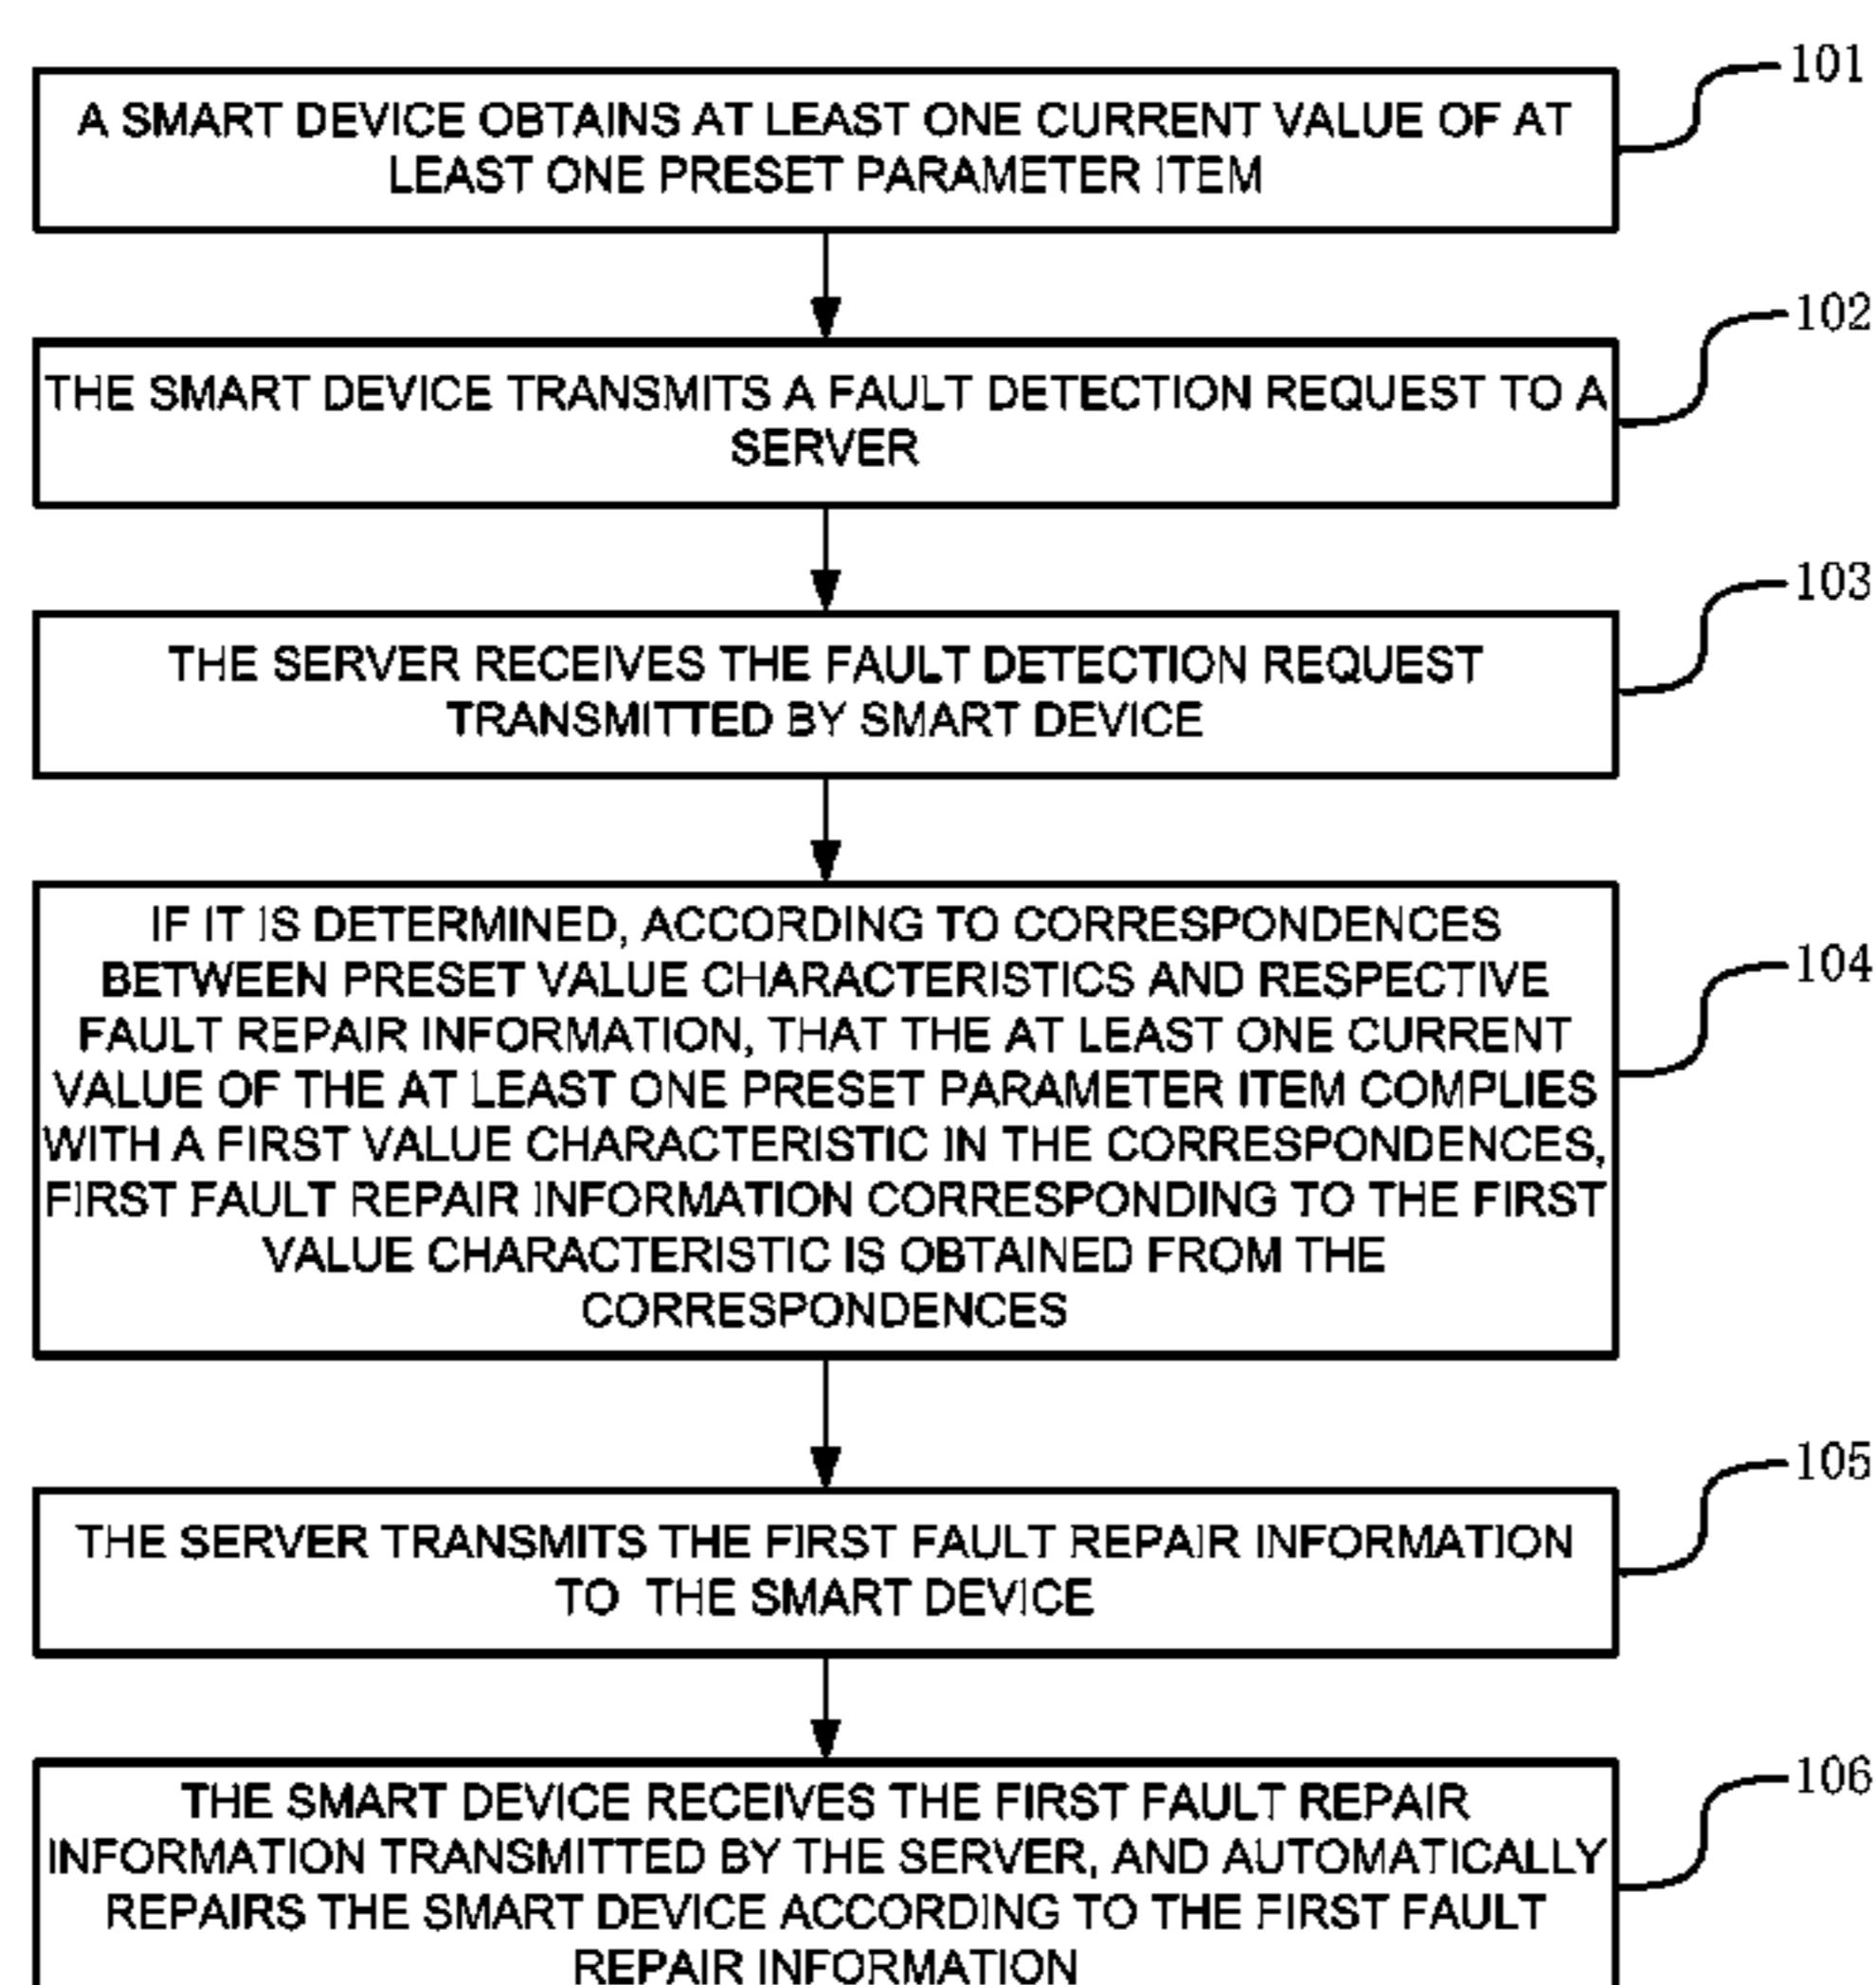 101
A SMART DEVICE OBTAINS AT LEAST ONE CURRENT VALUE OF AT
LEAST ONE PRESET PARAMETER ITEM
102
THE SMART DEVICE TRANSMITS A FAULT DETECTION REQUEST TO A
SERVER
103
THE SERVER RECEIVES THE FAULT DETECTION REQUEST
TRANSMITTED BY SMART DEVICE
104
IF IT IS DETERMINED, ACCORDING TO CORRESPONDENCES
BETWEEN PRESET VALUE CHARACTERISTICS AND RESPECTIVE
FAULT REPAIR INFORMATION, THAT THE AT LEAST ONE CURRENT
VALUE OF THE AT LEAST ONE PRESET PARAMETER ITEM COMPLIES
WITH A FIRST VALUE CHARACTERISTIC IN THE CORRESPONDENCES,
FIRST FAULT REPAIR INFORMATION CORRESPONDING TO THE FIRST
VALUE CHARACTERISTIC IS OBTAINED FROM THE
CORRESPONDENCES
105
THE SERVER TRANSMITS THE FIRST FAULT REPAIR INFORMATION
TO THE SMART DEVICE
106
THE SMART DEVICE RECEIVES THE FIRST FAULT REPAIR
INFORMATION TRANSMITTED BY THE SERVER, AND AUTOMATICALLY
REPAIRS THE SMART DEVICE ACCORDING TO THE FIRST FAULT
REPAIR INFORMATION